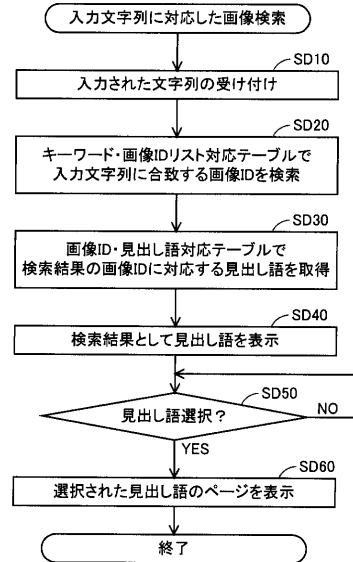 入力文字列に対応した画像検索
SD10
入力された文字列の受け付け
SD20
キーワード・画像IDリスト対応テーブルで
入力文字列に合致する画像IDを検索
SD30
画像ID・見出し語対応テーブルで
検索結果の画像IDに対応する見出し語を取得
SD40
検索結果として見出し語を表示
SD50
見出し語選択？
NO
YES
SD60
選択された見出し語のページを表示
終了